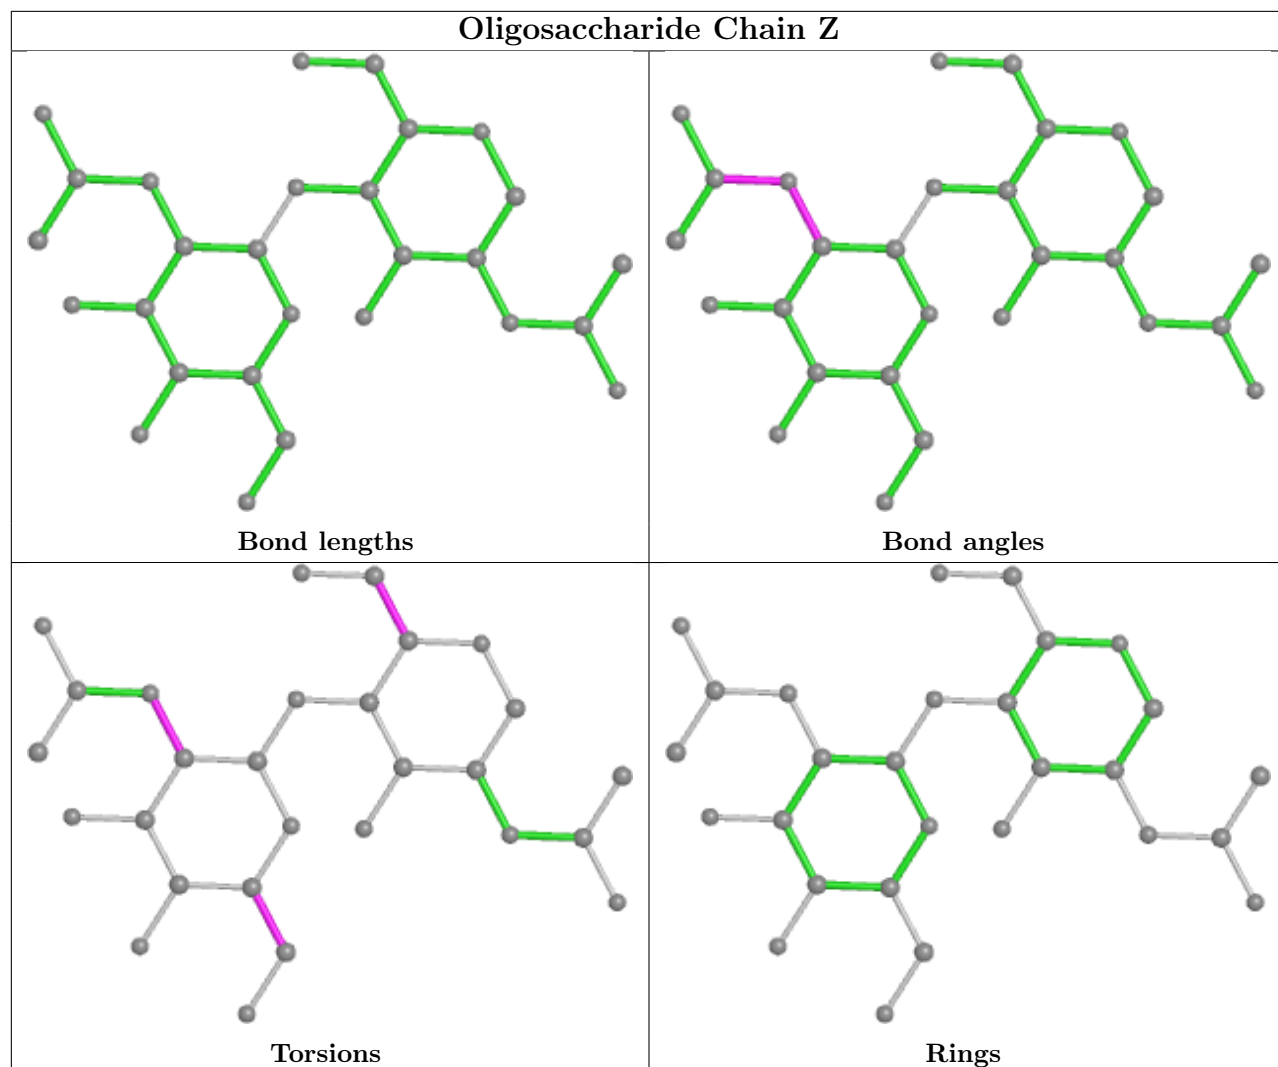 Oligosaccharide Chain Z
Bond lengths
Bond angles
Torsions
Rings